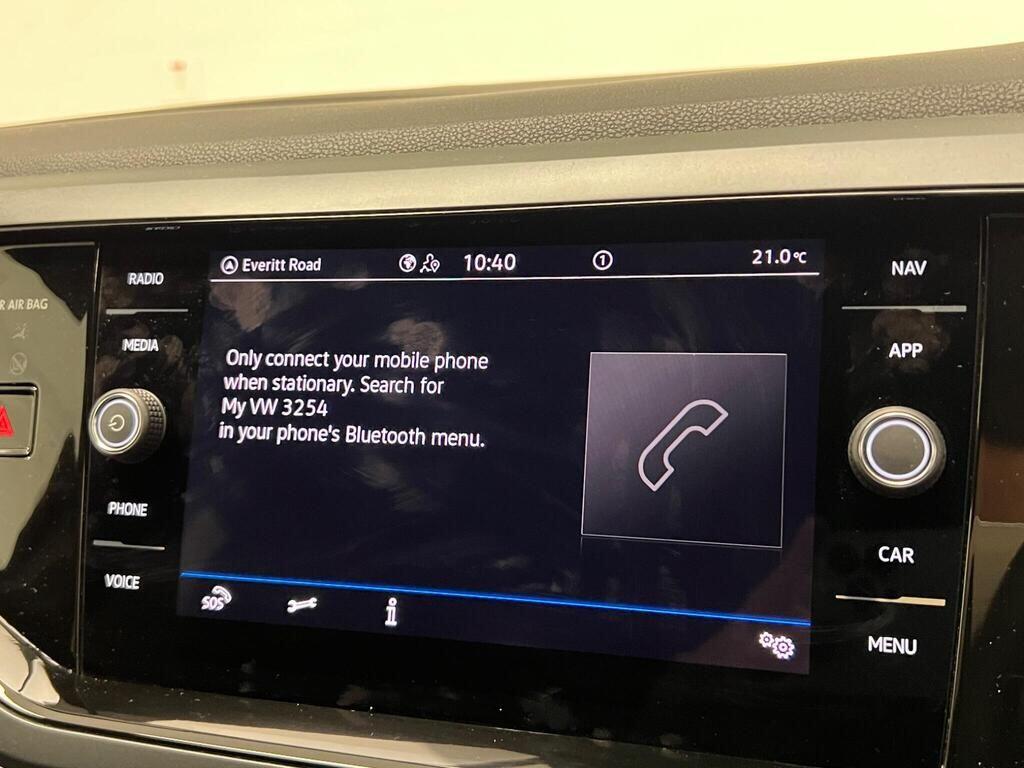 R AIR BAG
RADIO
MEDIA
PHONE
VOICE
Everitt Road
10:40
1
21.0°C
Only connect your mobile phone
when stationary. Search for
My VW 3254
in your phone's Bluetooth menu.
SOS
i
NAV
APP
CAR
MENU